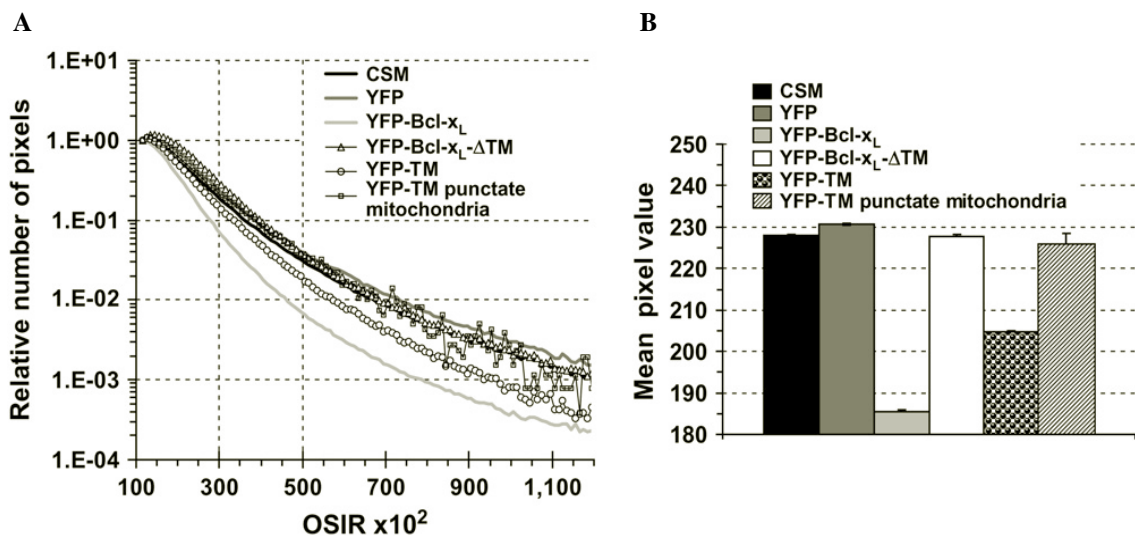 A
1.E+01
1.E+00
1.E-01
1.E-02
1.E-03
1.E-04
Relative number of pixels
CSM
YFP
YFP-Bcl-xL
YFP-Bcl-xL-ΔTM
YFP-TM
YFP-TM punctate
mitochondria
100 300 500 700 900 1,100
OSIR x10²
B
CSM
YFP
YFP-Bcl-xL
YFP-Bcl-xL-ΔTM
YFP-TM
YFP-TM punctate mitochondria
250
240
230
220
210
200
190
180
Mean pixel value